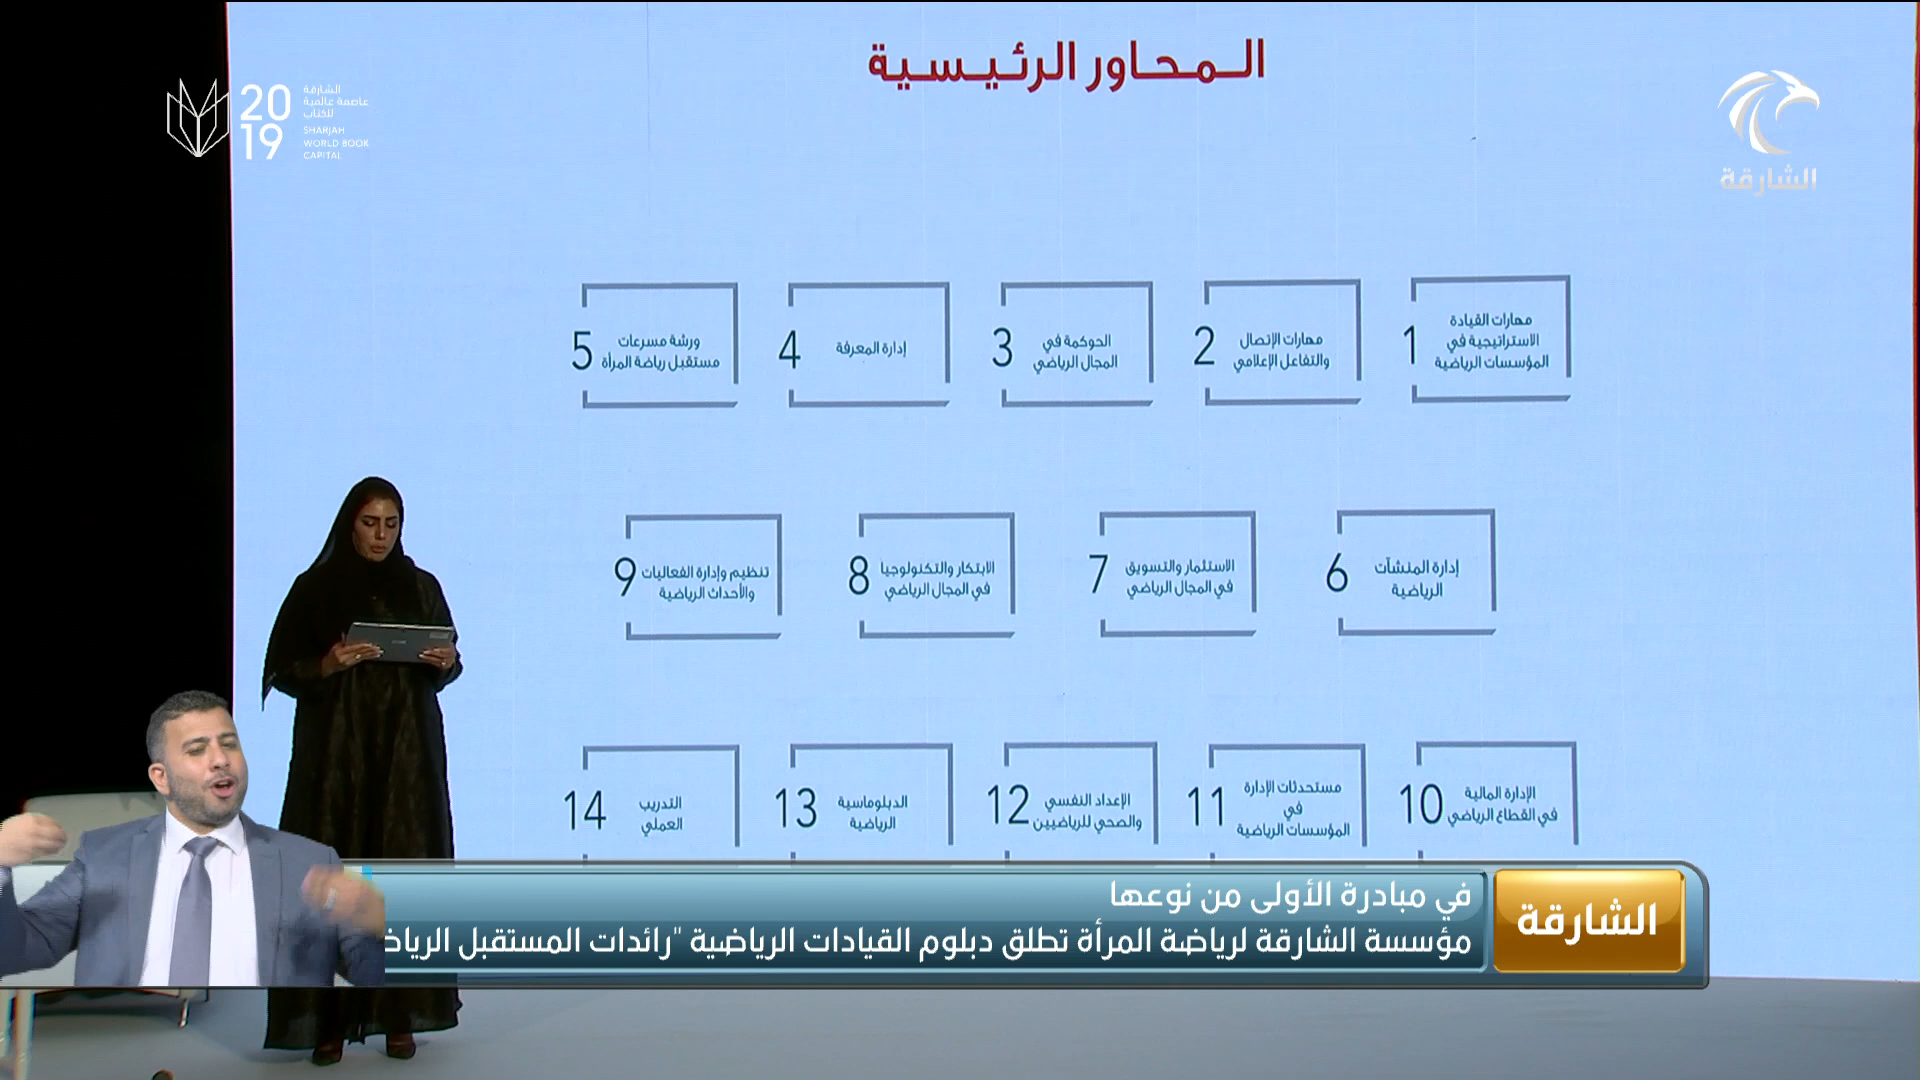 المحاور الرئيسية
2019
الشارقة
عاصمة عالمية
للكتاب
SHARJAH
WORLD BOOK
CAPITAL
الشارقة
1
مهارات القيادة
الاستراتيجية في
المؤسسات الرياضية
2
مهارات الإتصال
والتفاعل الإعلامي
3
الحوكمة في
المجال الرياضي
4
إدارة المعرفة
5
ورشة مسرعات
مستقبل رياضة المرأة
6
إدارة المنشآت
الرياضية
7
الاستثمار والتسويق
في المجال الرياضي
8
الابتكار والتكنولوجيا
في المجال الرياضي
9
تنظيم وإدارة الفعاليات
والأحداث الرياضية
10
الإدارة المالية
في القطاع الرياضي
11
مستحدثات الإدارة
في
المؤسسات الرياضية
12
الإعداد النفسي
والصحي للرياضيين
13
الدبلوماسية
الرياضية
14
التدريب
العملي
الشارقة
في مبادرة الأولى من نوعها
مؤسسة الشارقة لرياضة المرأة تطلق دبلوم القيادات الرياضية "رائدات المستقبل